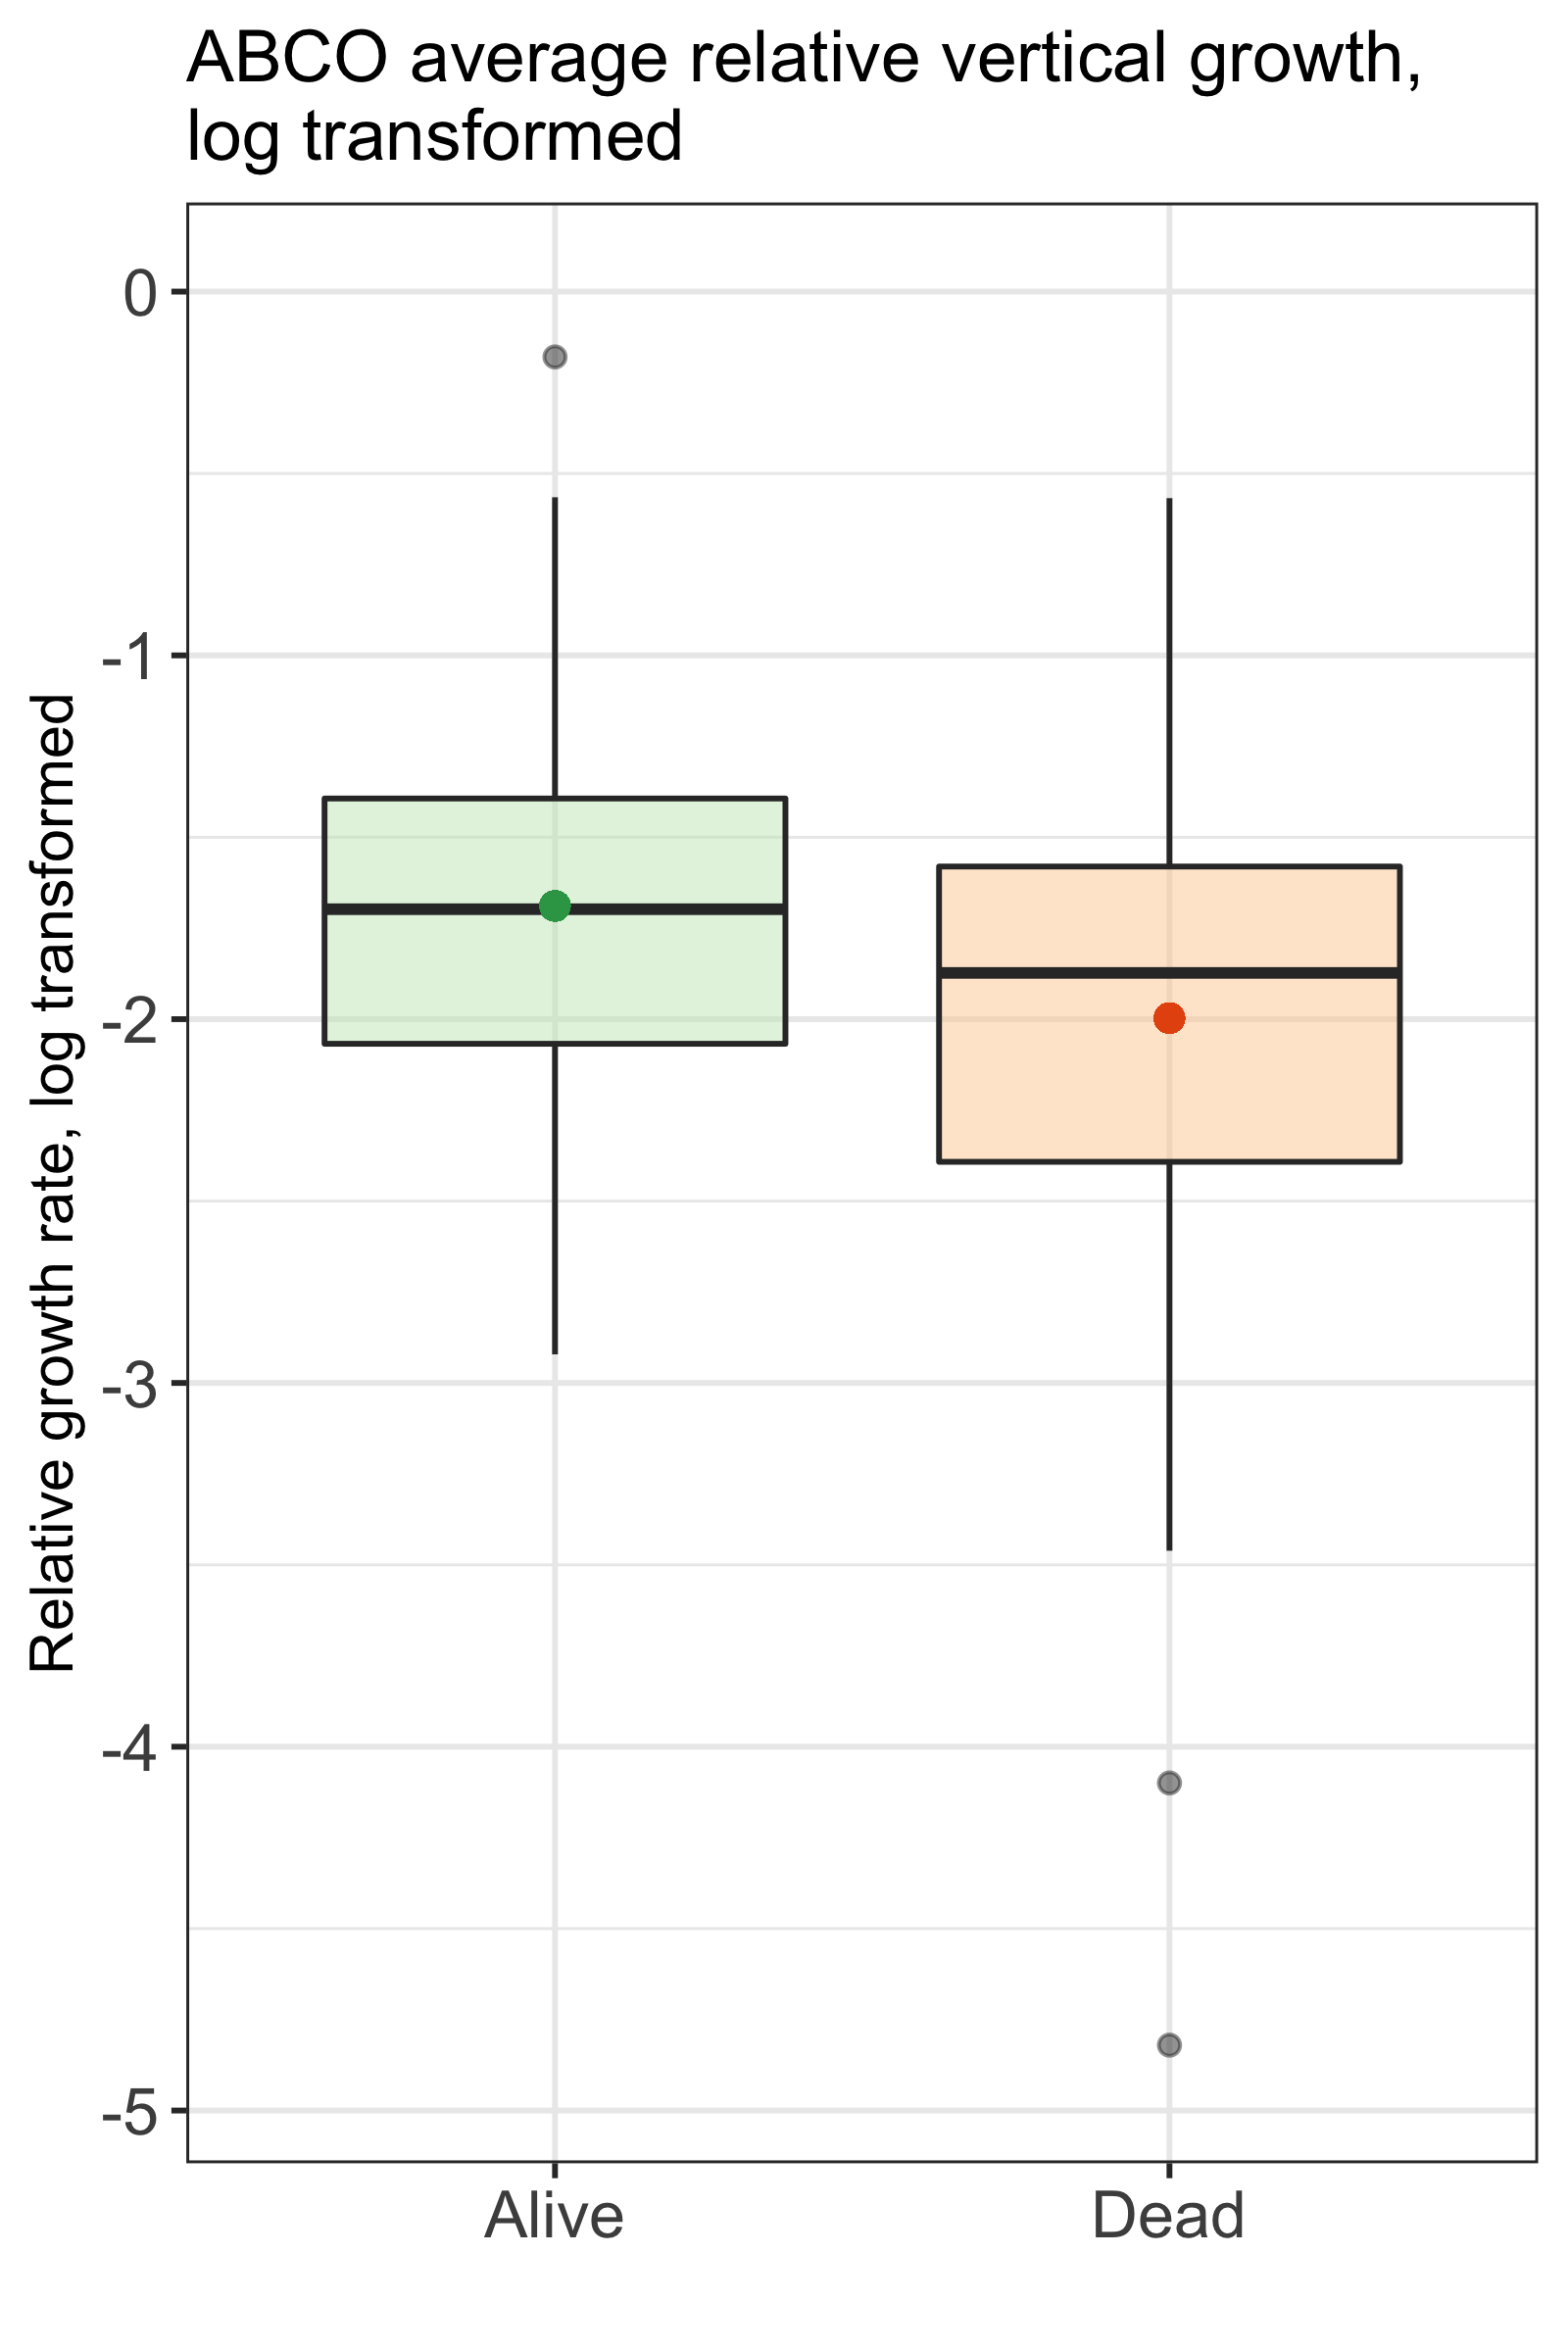 ABCO average relative vertical growth,
log transformed
Relative growth rate, log transformed
0
-1
-2
-3
-4
-5
Alive
Dead